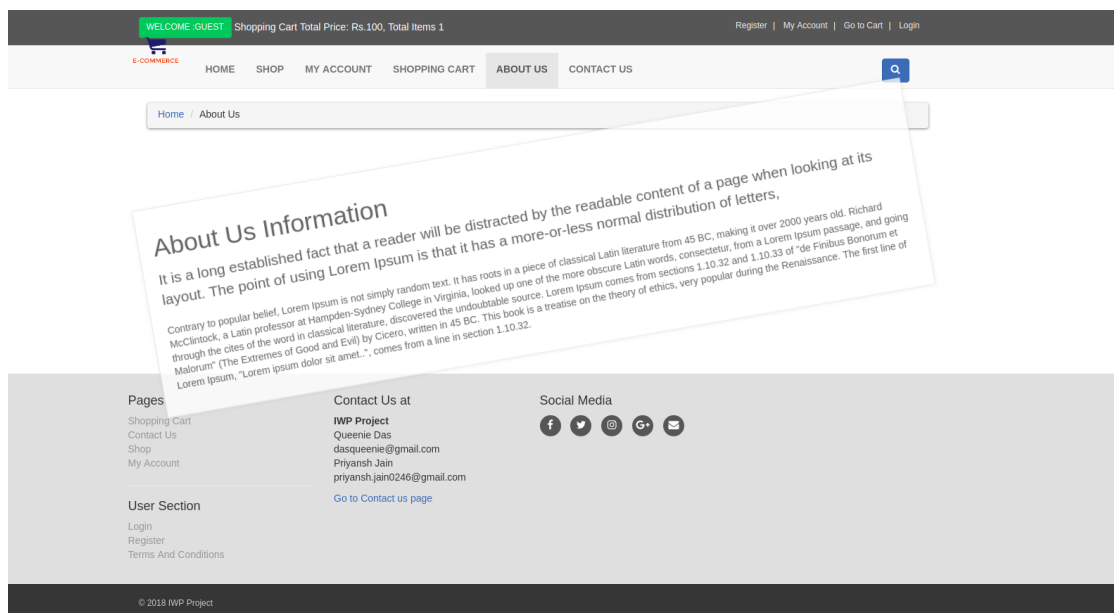 WELCOME :GUEST Shopping Cart Total Price: Rs.100, Total Items 1
Register | My Account | Go to Cart | Login
E-COMMERCE
HOME SHOP MY ACCOUNT SHOPPING CART ABOUT US CONTACT US
Home / About Us
About Us Information
It is a long established fact that a reader will be distracted by the readable content of a page when looking at its
layout. The point of using Lorem Ipsum is that it has a more-or-less normal distribution of letters,
Contrary to popular belief, Lorem Ipsum is not simply random text. It has roots in a piece of classical Latin literature from 45 BC, making it over 2000 years old. Richard
McClintock, a Latin professor at Hampden-Sydney College in Virginia, looked up one of the more obscure Latin words, consectetur, from a Lorem Ipsum passage, and going
through the cites of the word in classical literature, discovered the undoubtable source. Lorem Ipsum comes from sections 1.10.32 and 1.10.33 of "de Finibus Bonorum et
Malorum" (The Extremes of Good and Evil) by Cicero, written in 45 BC. This book is a treatise on the theory of ethics, very popular during the Renaissance. The first line of
Lorem Ipsum, "Lorem ipsum dolor sit amet..", comes from a line in section 1.10.32.
Pages
Shopping Cart
Contact Us
Shop
My Account
User Section
Login
Register
Terms And Conditions
Contact Us at
IWP Project
Queenie Das
dasqueenie@gmail.com
Priyansh Jain
priyansh.jain0246@gmail.com
Go to Contact us page
Social Media
© 2018 IWP Project